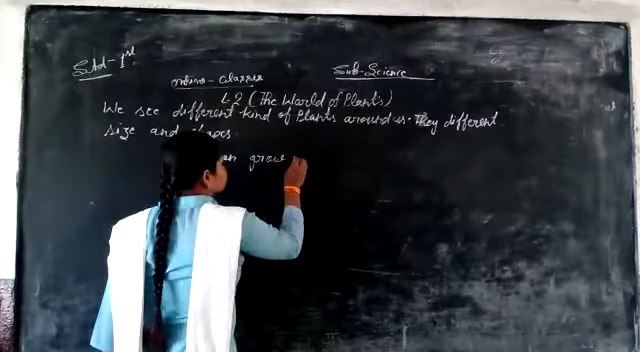 Std-1st
online-classes
Sub-Science
L-2 (The World of Plants)
We see different kind of Plants around us. They different
size and shapes.
grow